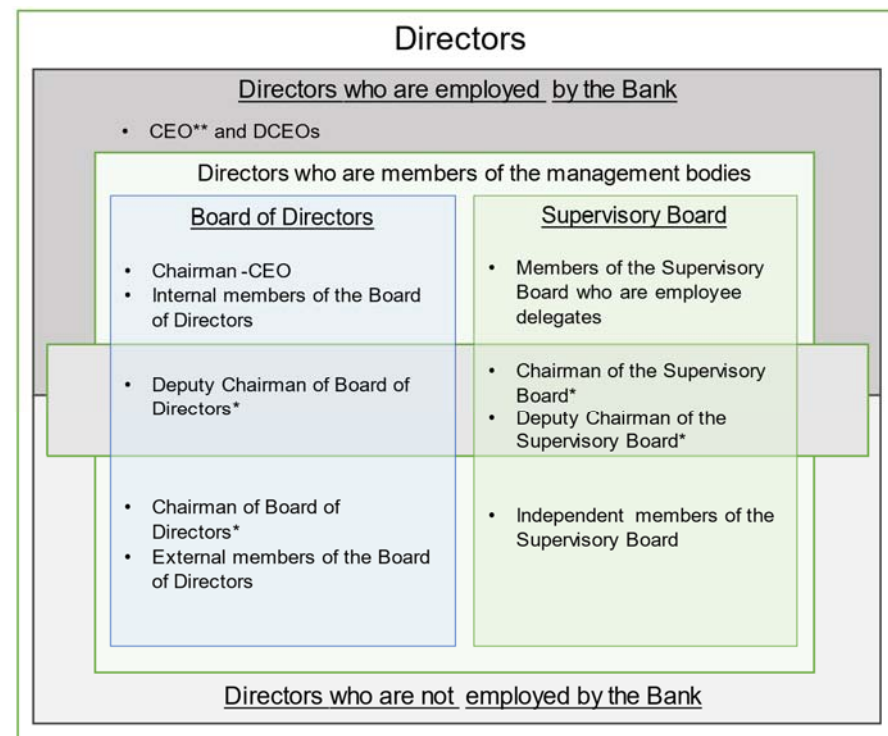 Directors
Directors who are employed by the Bank
• CEO** and DCEOs
Directors who are members of the management bodies
Board of Directors
• Chairman -CEO
• Internal members of the Board
of Directors
• Deputy Chairman of Board of
Directors*
• Chairman of Board of
Directors*
• External members of the Board
of Directors
Supervisory Board
• Members of the Supervisory
Board who are employee
delegates
• Chairman of the Supervisory
Board*
• Deputy Chairman of the
Supervisory Board*
• Independent members of the
Supervisory Board
Directors who are not employed by the Bank